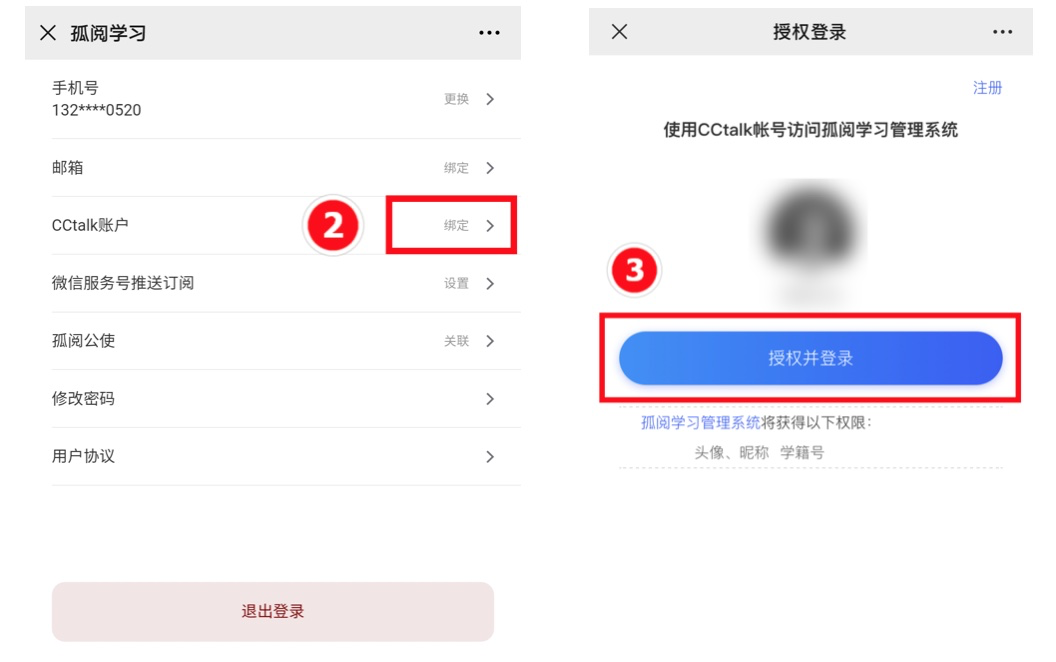 孤阅学习
手机号
132****0520
更换
邮箱
绑定
CCtalk账户
2
绑定
微信服务号推送订阅
设置
孤阅公使
关联
修改密码
用户协议
退出登录
授权登录
注册
使用CCtalk帐号访问孤阅学习管理系统
3
授权并登录
孤阅学习管理系统将获得以下权限：
头像、昵称 学籍号